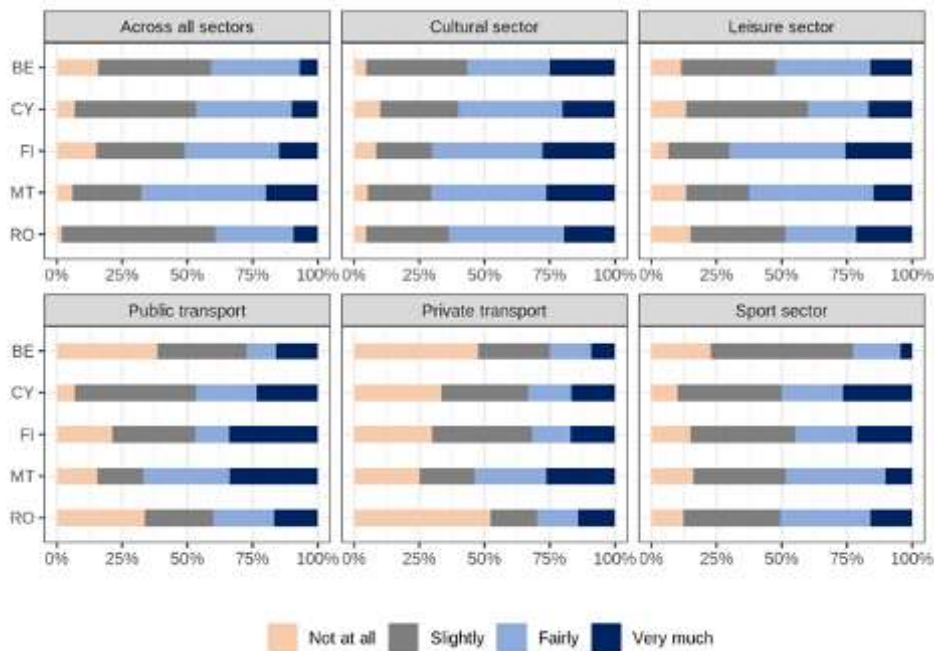 Across all sectors Cultural sector Leisure sector
BE
CY
FI
MT
RO
0% 25% 50% 75% 100% 0% 25% 50% 75% 100% 0% 25% 50% 75% 100%
Public transport Private transport Sport sector
BE
CY
FI
MT
RO
0% 25% 50% 75% 100% 0% 25% 50% 75% 100% 0% 25% 50% 75% 100%
Not at all Slightly Fairly Very much